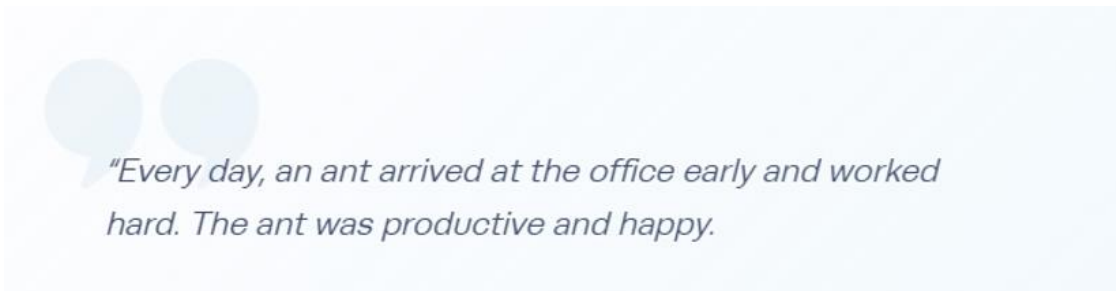 “Every day, an ant arrived at the office early and worked
hard. The ant was productive and happy.